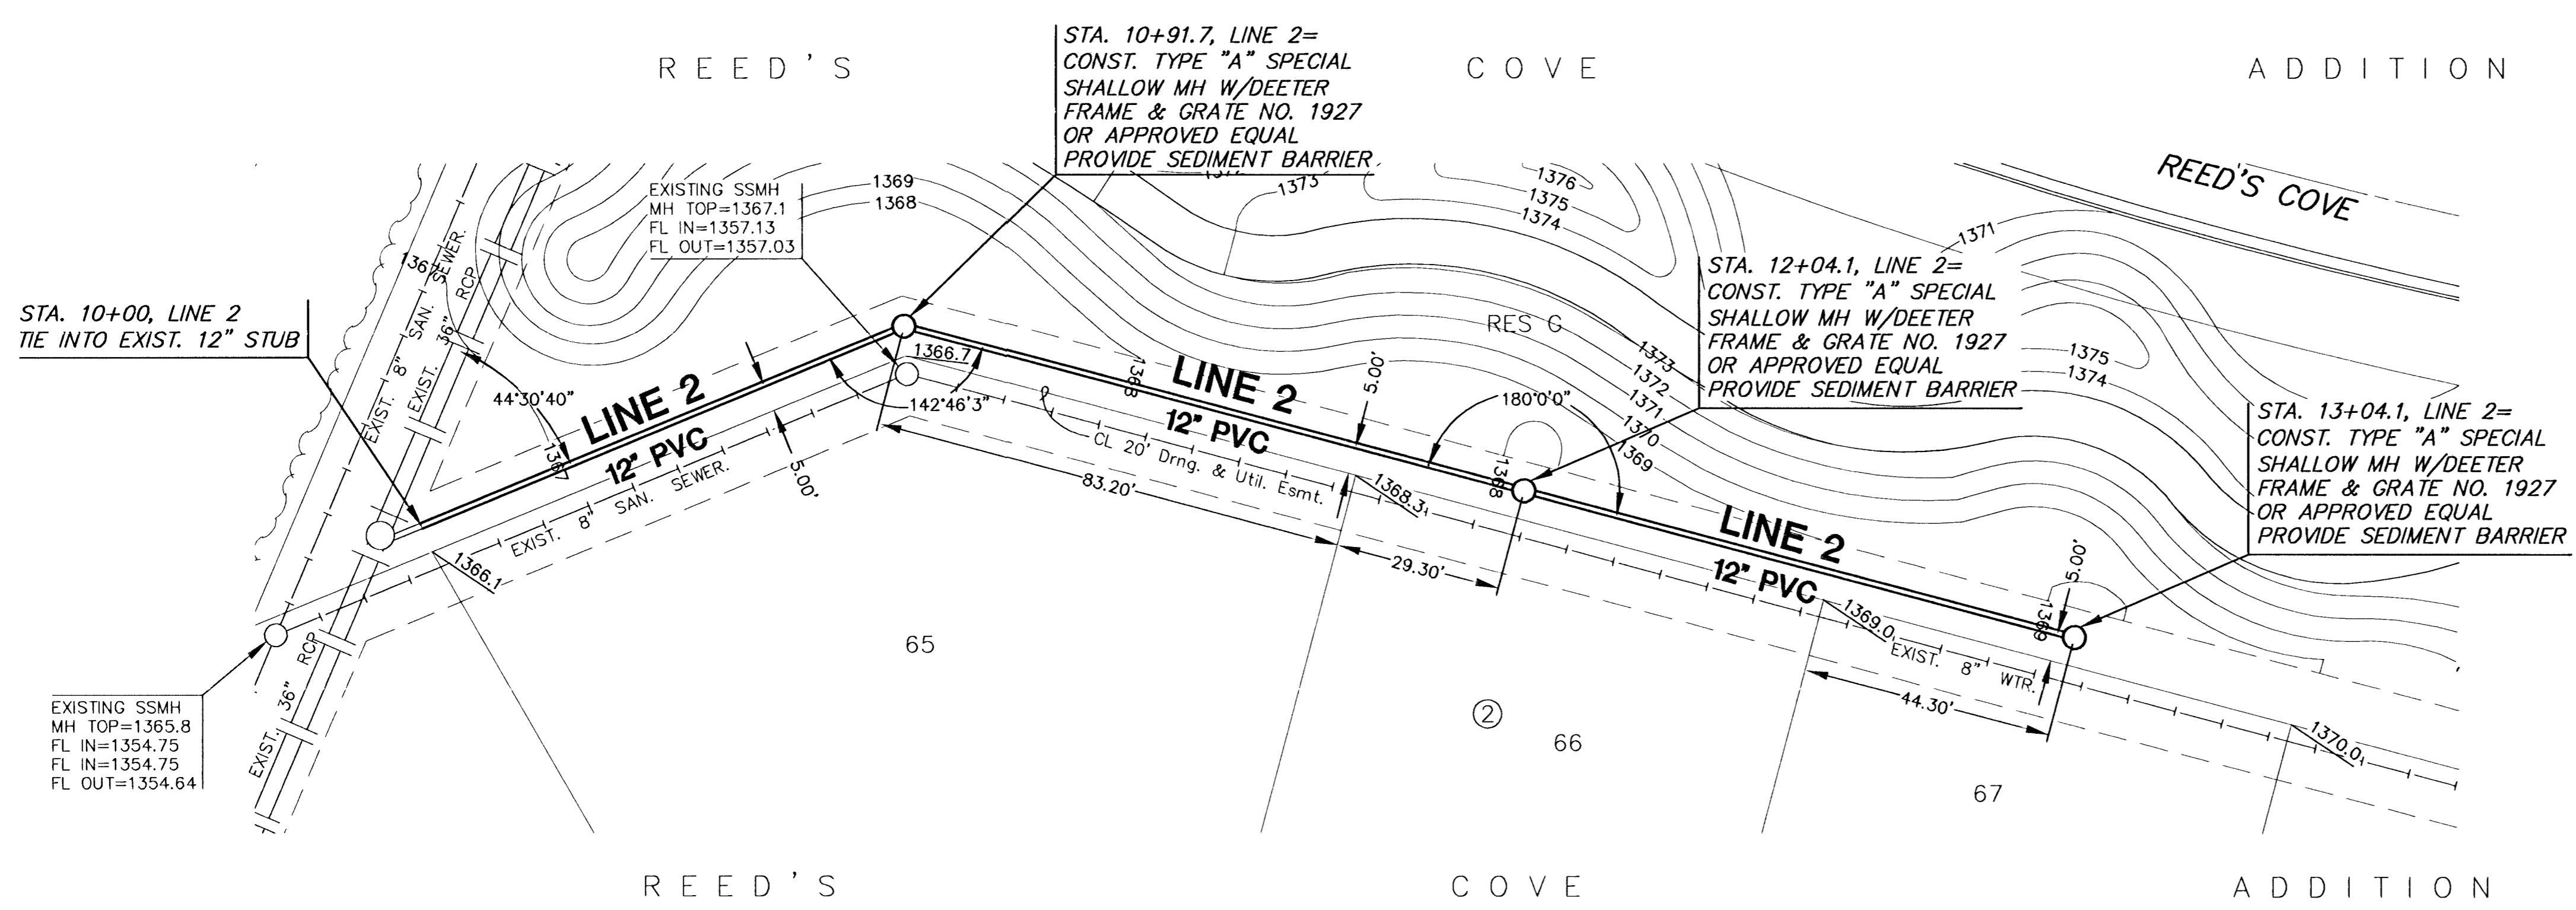 REED'S COVE ADDITION
STA. 10+91.7, LINE 2=
CONST. TYPE "A" SPECIAL
SHALLOW MH W/DEETER
FRAME & GRATE NO. 1927
OR APPROVED EQUAL
PROVIDE SEDIMENT BARRIER
REED'S COVE
EXISTING SSMH
MH TOP=1367.1
FL IN=1357.13
FL OUT=1357.03
1369
1368
1373
1376
1375
1374
1371
STA. 12+04.1, LINE 2=
CONST. TYPE "A" SPECIAL
SHALLOW MH W/DEETER
FRAME & GRATE NO. 1927
OR APPROVED EQUAL
PROVIDE SEDIMENT BARRIER
STA. 10+00, LINE 2
TIE INTO EXIST. 12" STUB
1367
EXIST. 8" SAN. SEWER.
EXIST. 36" RCP
44°30'40"
LINE 2
12" PVC
1367
5.00'
EXIST. 8" SAN. SEWER.
1366.1
1366.7
142°46'3"
1368
LINE 2
12" PVC
CL 20' Drng. & Util. Esmt.
5.00'
RES G
83.20'
29.30'
1368.3
180°0'0"
1368
1373
1372
1371
1370
1369
1375
1374
STA. 13+04.1, LINE 2=
CONST. TYPE "A" SPECIAL
SHALLOW MH W/DEETER
FRAME & GRATE NO. 1927
OR APPROVED EQUAL
PROVIDE SEDIMENT BARRIER
LINE 2
12" PVC
5.00'
1369
1369.0
EXIST. 8" WTR.
44.30'
1370.0
65
2
66
67
EXISTING SSMH
MH TOP=1365.8
FL IN=1354.75
FL IN=1354.75
FL OUT=1354.64
EXIST. 36" RCP
REED'S COVE ADDITION